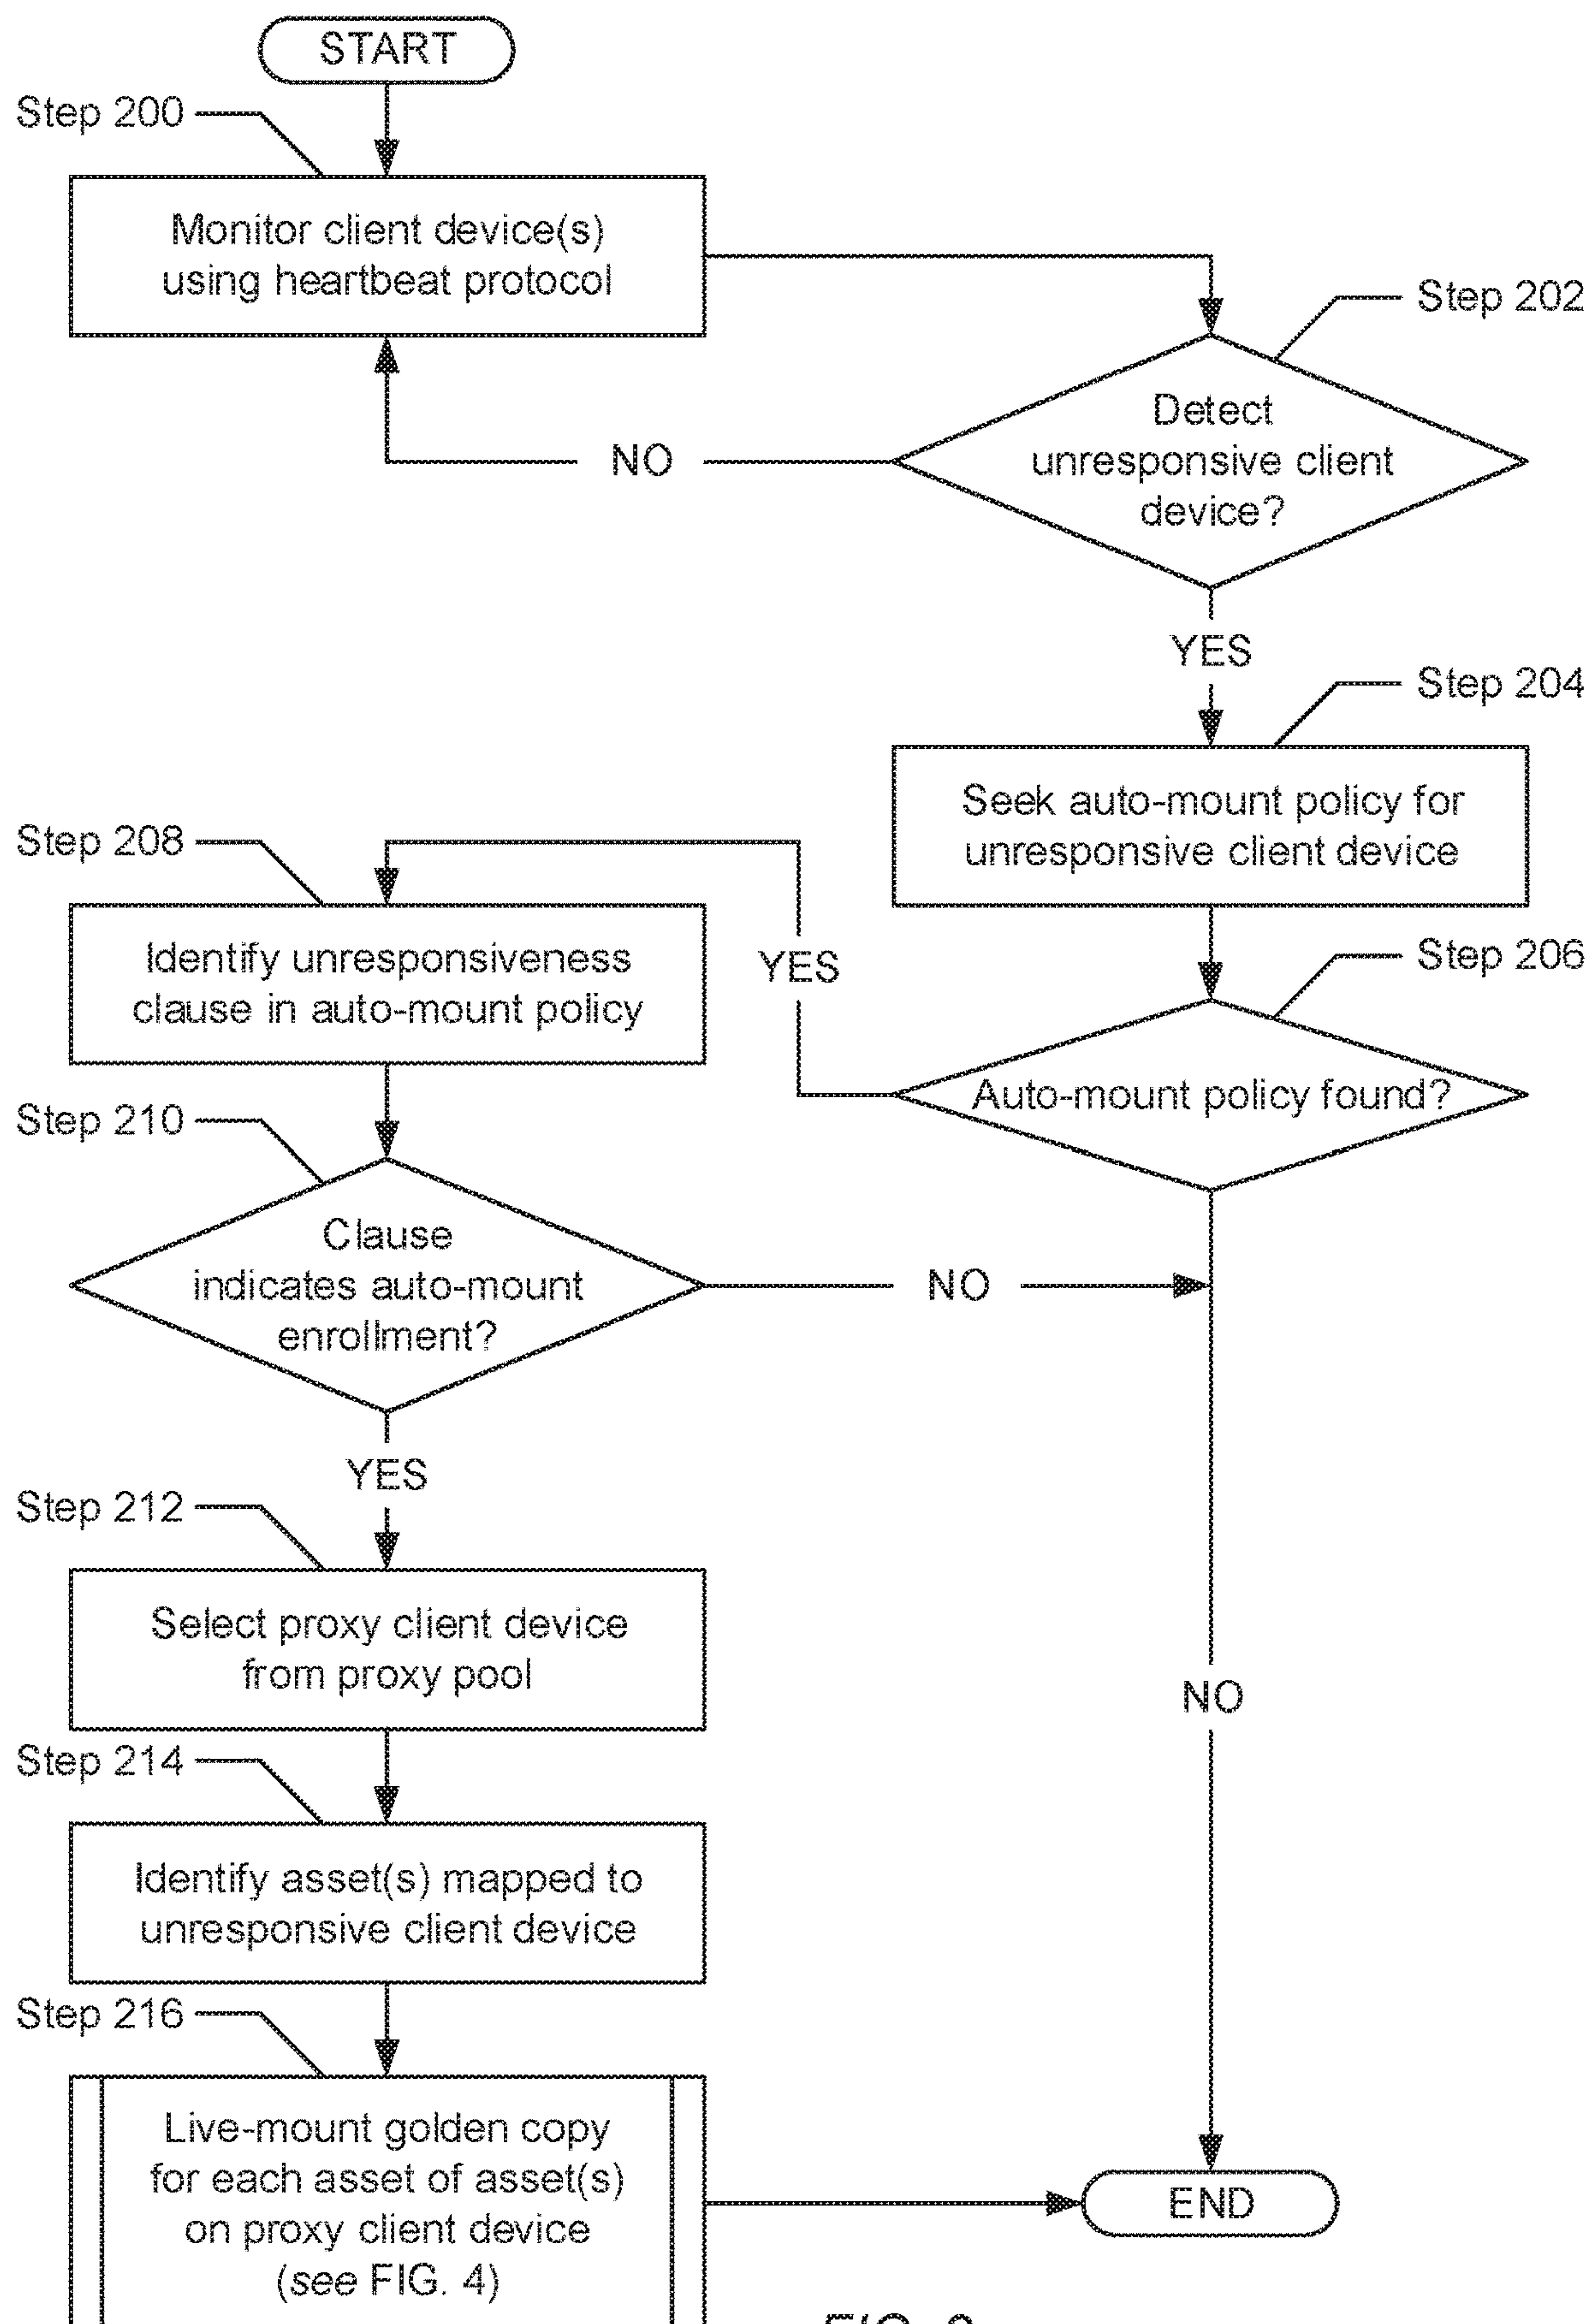 START
Step 200
Monitor client device(s)
using heartbeat protocol
Step 202
Detect
unresponsive client
device?
NO
YES
Step 204
Seek auto-mount policy for
unresponsive client device
Step 206
Auto-mount policy found?
YES
Step 208
Identify unresponsiveness
clause in auto-mount policy
Step 210
Clause
indicates auto-mount
enrollment?
NO
YES
Step 212
Select proxy client device
from proxy pool
NO
Step 214
Identify asset(s) mapped to
unresponsive client device
Step 216
Live-mount golden copy
for each asset of asset(s)
on proxy client device
(see FIG. 4)
END